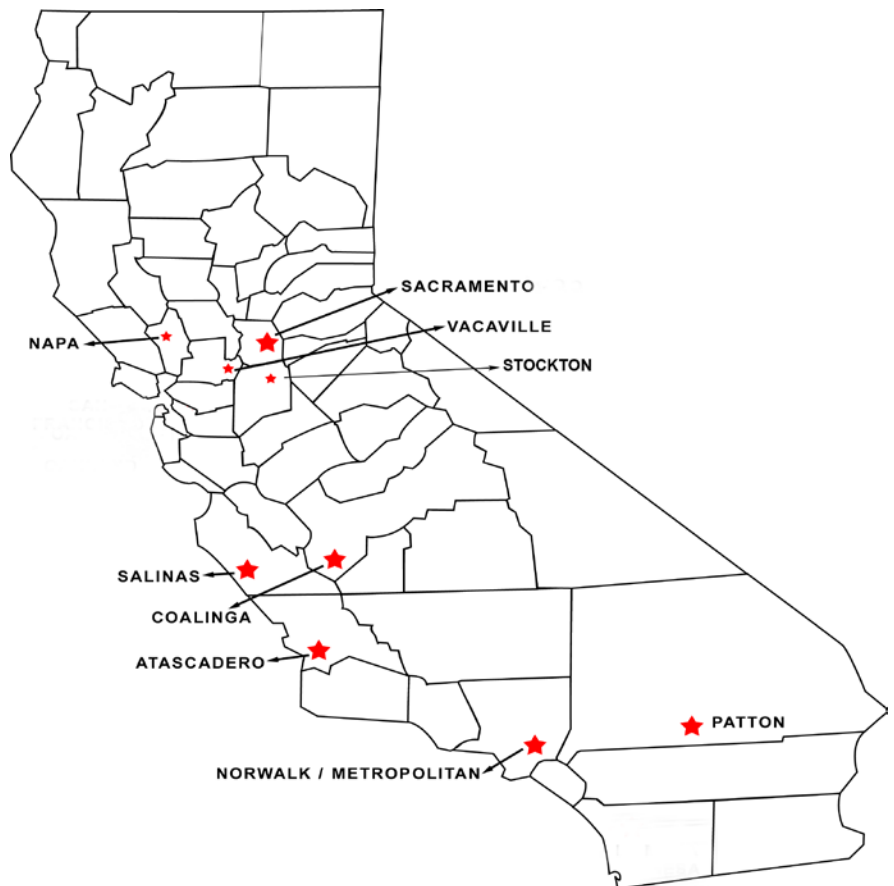 SACRAMENTO
VACAVILLE
NAPA
STOCKTON
SALINAS
COALINGA
ATASCADERO
PATTON
NORWALK / METROPOLITAN